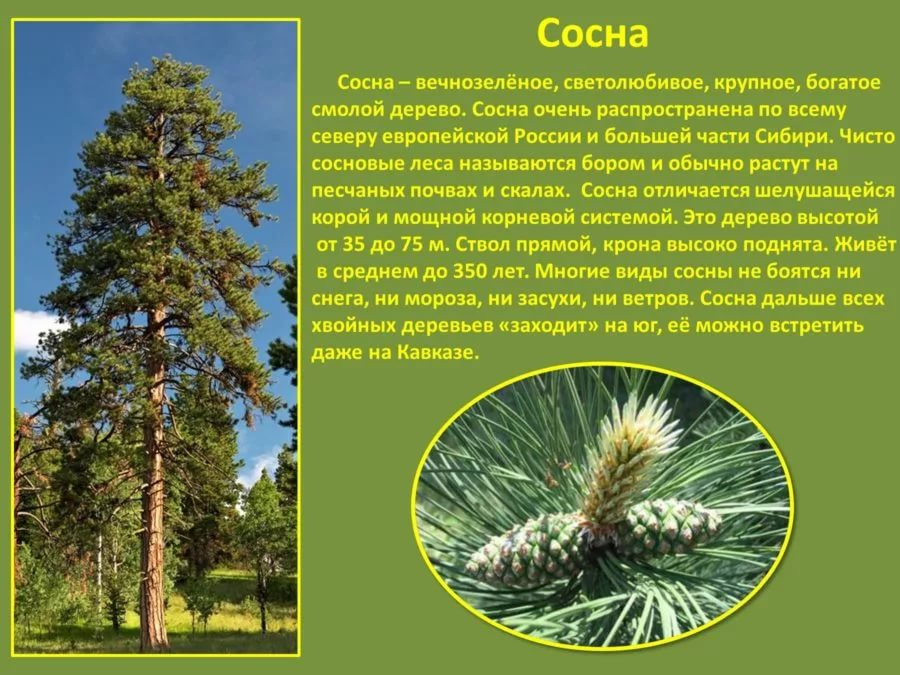 Сосна
Сосна – вечнозелёное, светолюбивое, крупное, богатое
смолой дерево. Сосна очень распространена по всему
северу европейской России и большей части Сибири. Чисто
сосновые леса называются бором и обычно растут на
песчаных почвах и скалах. Сосна отличается шелушащейся
корой и мощной корневой системой. Это дерево высотой
от 35 до 75 м. Ствол прямой, крона высоко поднята. Живёт
в среднем до 350 лет. Многие виды сосны не боятся ни
снега, ни мороза, ни засухи, ни ветров. Сосна дальше всех
хвойных деревьев «заходит» на юг, её можно встретить
даже на Кавказе.